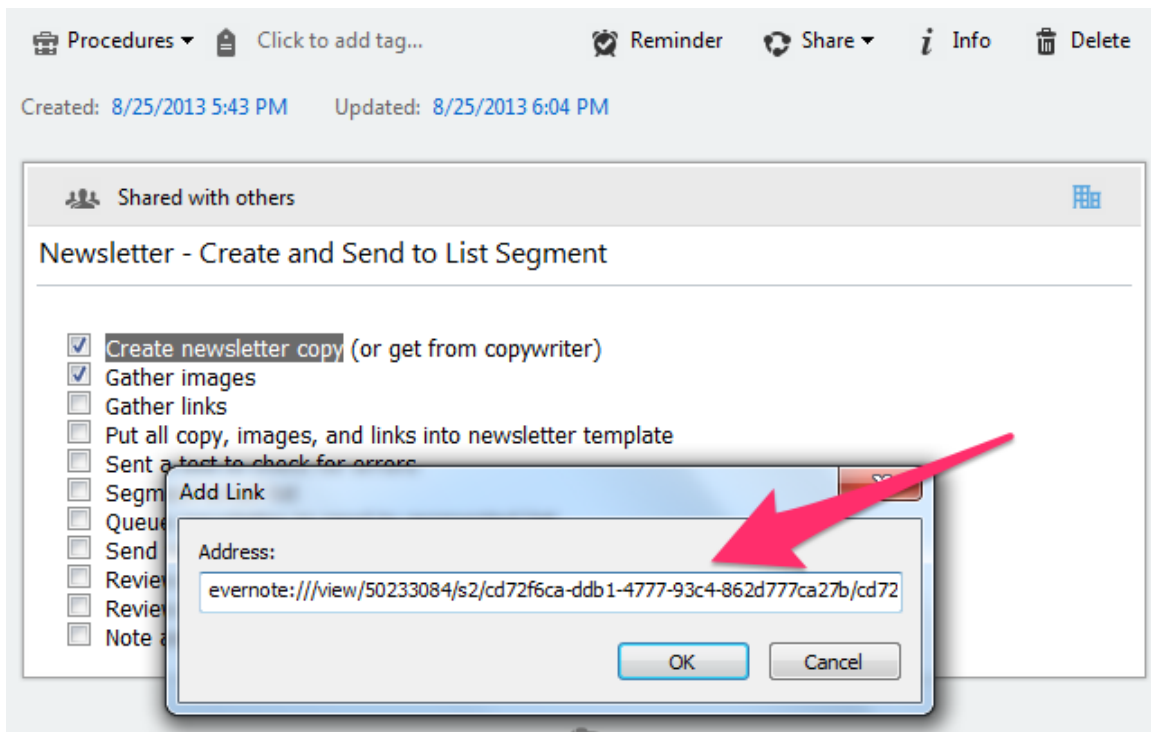 Procedures Click to add tag... Reminder Share i Info Delete
Created: 8/25/2013 5:43 PM Updated: 8/25/2013 6:04 PM
Shared with others
Newsletter - Create and Send to List Segment
Create newsletter copy (or get from copywriter)
Gather images
Gather links
Put all copy, images, and links into newsletter template
Sent a test to check for errors
Segm
Add Link
Queue
Send
Address:
evernote:///view/50233084/s2/cd72f6ca-ddb1-4777-93c4-862d777ca27b/cd72
Review
Review
Note
OK Cancel